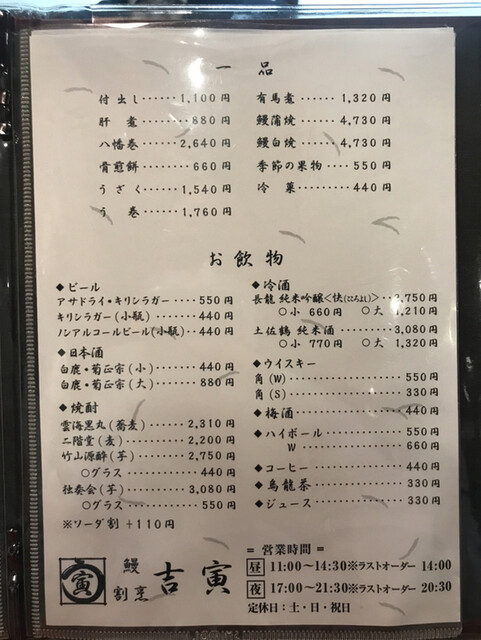 一品
付出し……1,100円
肝煮……880円
八幡巻……2,640円
骨煎餅……660円
うざく……1,540円
う巻……1,760円
有馬煮……1,320円
鰻蒲焼……4,730円
鰻白焼……4,730円
季節の果物……550円
冷菓……440円
お飲物
◆ビール
アサドライ・キリンラガー……550円
キリンラガー(小瓶)……440円
ノンアルコールビール(小瓶)……440円
◆日本酒
白鹿・菊正宗(小)……440円
白鹿・菊正宗(大)……880円
◆焼酎
雲海黒丸(蕎麦)……2,310円
二階堂(麦)……2,200円
竹山源酔(芋)……2,750円
○グラス……440円
独奏会(芋)……3,080円
○グラス……550円
※ソーダ割+110円
◆冷酒
長龍 純米吟醸<快(こころよし)>‥2,750円
○小 660円 ○大 1,210円
土佐鶴 純米酒……3,080円
○小 770円 ○大 1,320円
◆ウイスキー
角(W)……550円
角(S)……330円
◆梅酒……440円
◆ハイボール……550円
W……660円
◆コーヒー……440円
◆烏龍茶……330円
◆ジュース……330円
寅
鰻
割烹
吉寅
= 営業時間 =
昼 11:00〜14:30※ラストオーダー 14:00
夜 17:00〜21:30※ラストオーダー 20:30
定休日:土・日・祝日